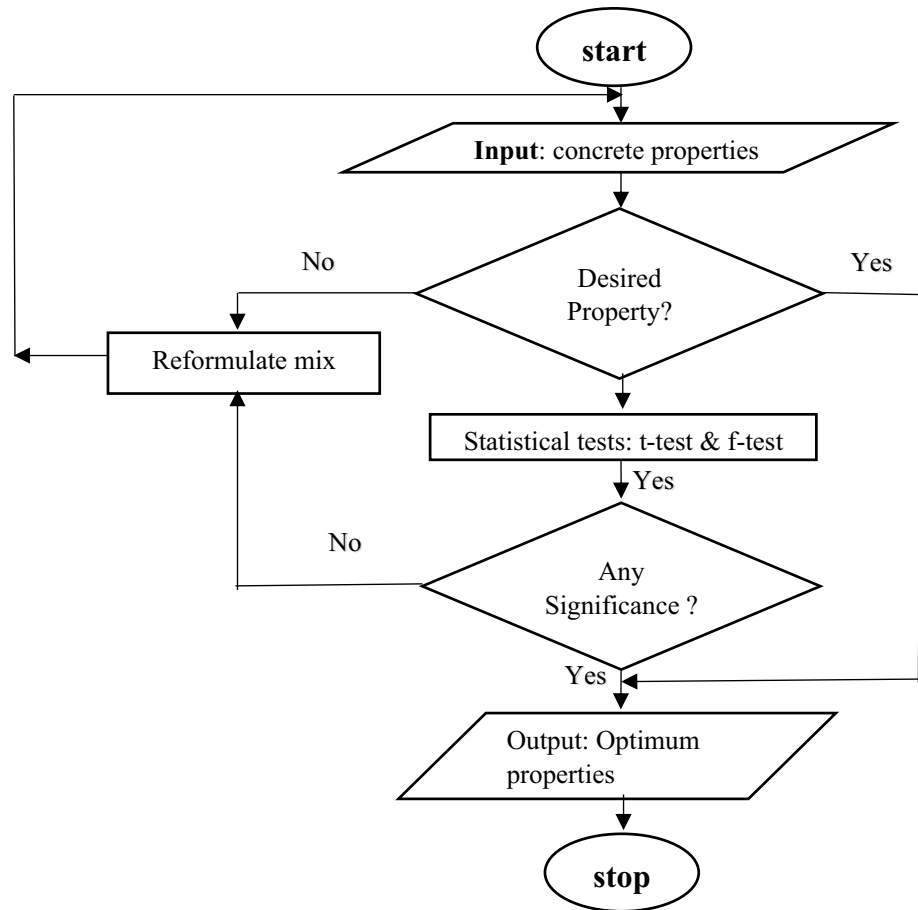 start
Input: concrete properties
No
Yes
Desired
Property?
Reformulate mix
Statistical tests: t-test & f-test
Yes
No
Any
Significance ?
Yes
Output: Optimum
properties
stop